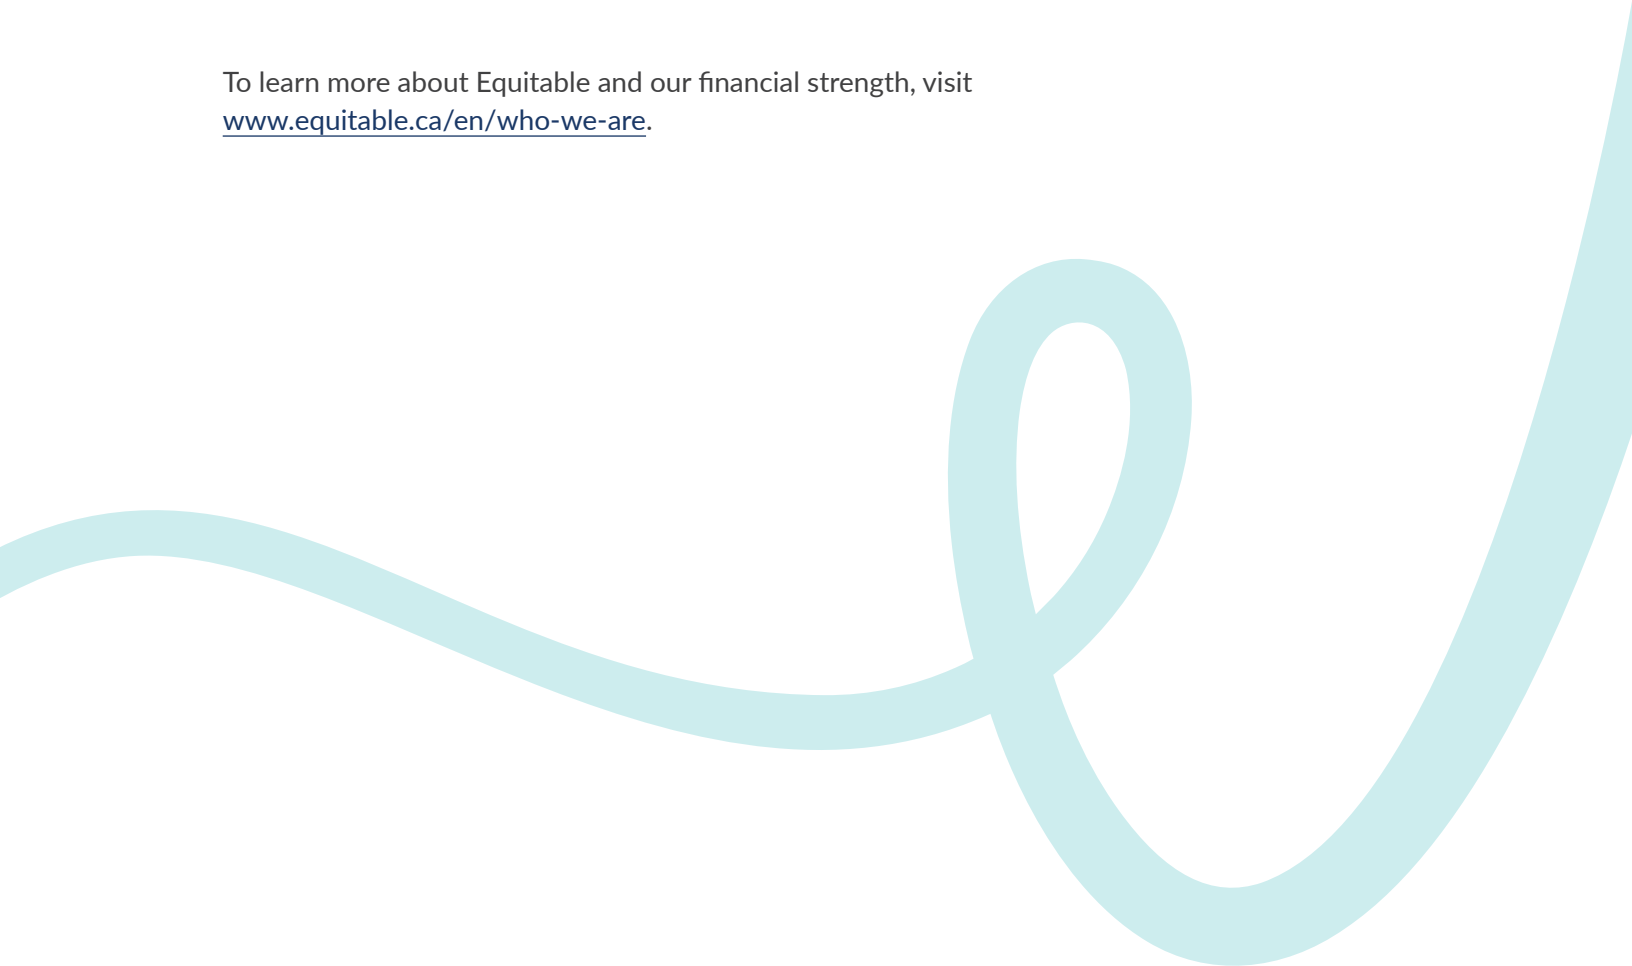 To learn more about Equitable and our financial strength, visit
www.equitable.ca/en/who-we-are.